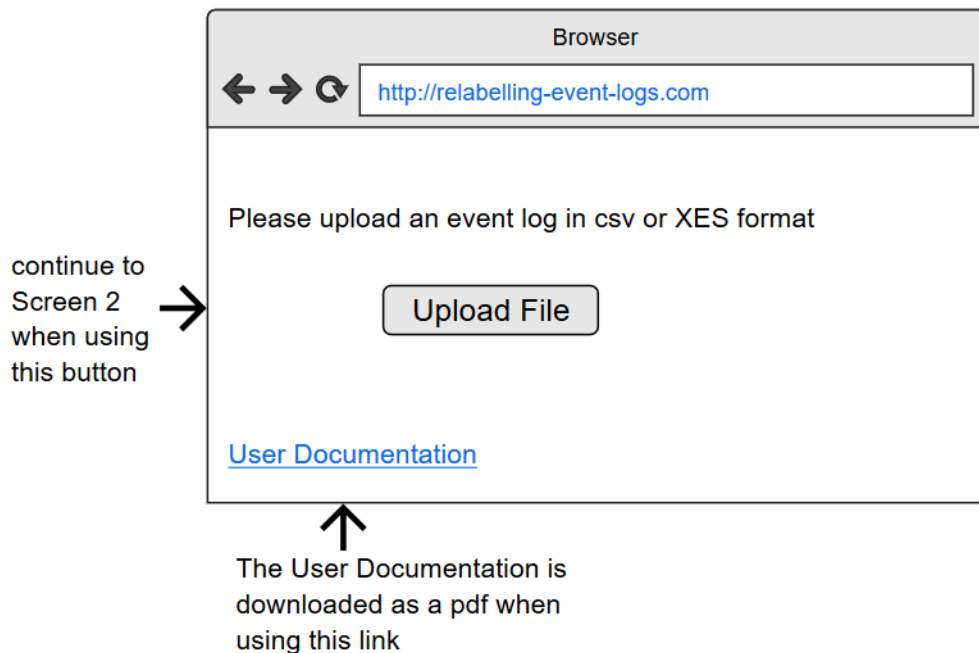 Browser
http://relabelling-event-logs.com
Please upload an event log in csv or XES format
continue to
Screen 2
when using
this button
Upload File
User Documentation
The User Documentation is
downloaded as a pdf when
using this link